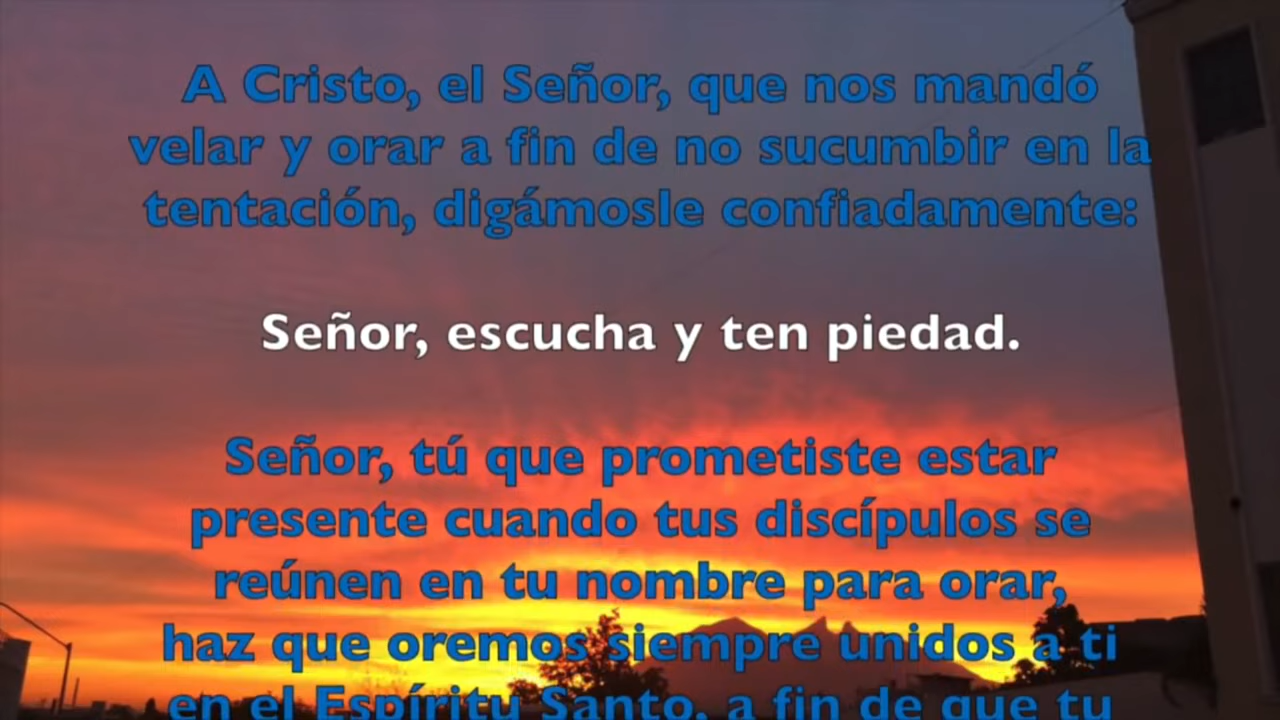 A Cristo, el Señor, que nos mandó
velar y orar a fin de no sucumbir en la
tentación, digámosle confiadamente:
Señor, escucha y ten piedad.
Señor, tú que prometiste estar
presente cuando tus discípulos se
reúnen en tu nombre para orar,
haz que oremos siempre unidos a ti
en el Espíritu Santo, a fin de que tu